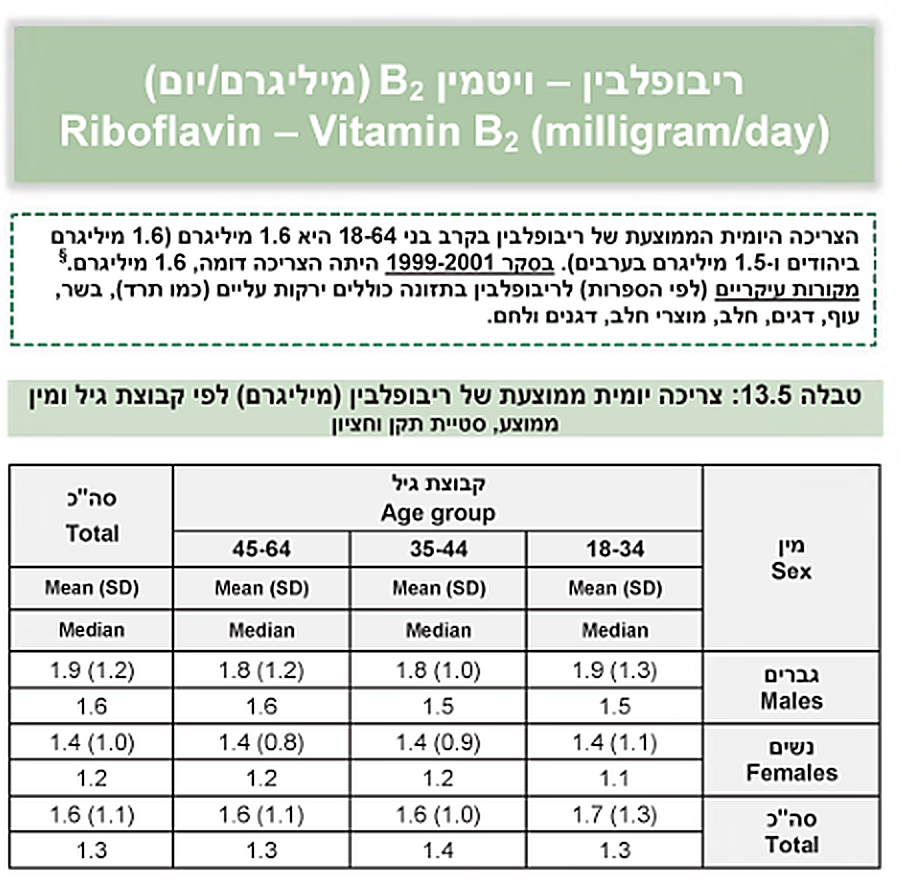 ריבופלבין – ויטמין B₂ (מיליגרם/יום)
Riboflavin – Vitamin B₂ (milligram/day)
הצריכה היומית הממוצעת של ריבופלבין בקרב בני 18-64 היא 1.6 מיליגרם (1.6 מיליגרם
ביהודים ו-1.5 מיליגרם בערבים). בסקר 1999-2001 היתה הצריכה דומה, 1.6 מיליגרם.§
מקורות עיקריים (לפי הספרות) לריבופלבין בתזונה כוללים ירקות עליים (כמו תרד), בשר,
עוף, דגים, חלב, מוצרי חלב, דגנים ולחם.
טבלה 13.5: צריכה יומית ממוצעת של ריבופלבין (מיליגרם) לפי קבוצת גיל ומין
ממוצע, סטיית תקן וחציון
מין קבוצת גיל סה"כ
Sex Age group Total
18-34 35-44 45-64
Mean (SD) Mean (SD) Mean (SD) Mean (SD)
Median Median Median Median
גברים 1.9 (1.3) 1.8 (1.0) 1.8 (1.2) 1.9 (1.2)
Males 1.5 1.5 1.6 1.6
נשים 1.4 (1.1) 1.4 (0.9) 1.4 (0.8) 1.4 (1.0)
Females 1.1 1.2 1.2 1.2
סה"כ 1.7 (1.3) 1.6 (1.0) 1.6 (1.1) 1.6 (1.1)
Total 1.3 1.4 1.3 1.3